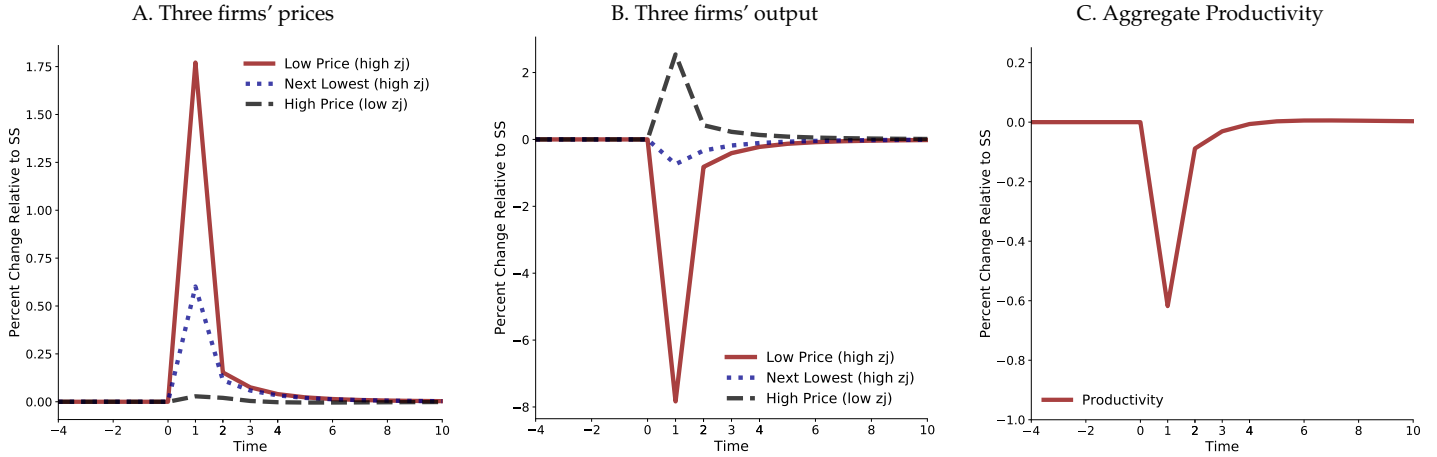 A. Three firms’ prices
Percent Change Relative to SS
1.75
1.50
1.25
1.00
0.75
0.50
0.25
0.00
Low Price (high zj)
Next Lowest (high zj)
High Price (low zj)
−4 −2 0 1 2 4 6 8 10
Time
B. Three firms’ output
Percent Change Relative to SS
2
0
−2
−4
−6
−8
Low Price (high zj)
Next Lowest (high zj)
High Price (low zj)
−4 −2 0 1 2 4 6 8 10
Time
C. Aggregate Productivity
Percent Change Relative to SS
0.2
0.0
−0.2
−0.4
−0.6
−0.8
−1.0
Productivity
−4 −2 0 1 2 4 6 8 10
Time